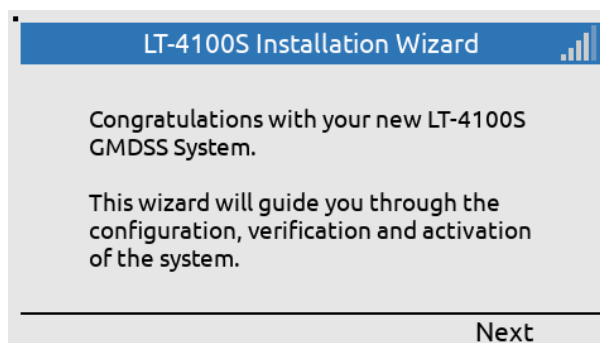 LT-4100S Installation Wizard
Congratulations with your new LT-4100S
GMDSS System.
This wizard will guide you through the
configuration, verification and activation
of the system.
Next